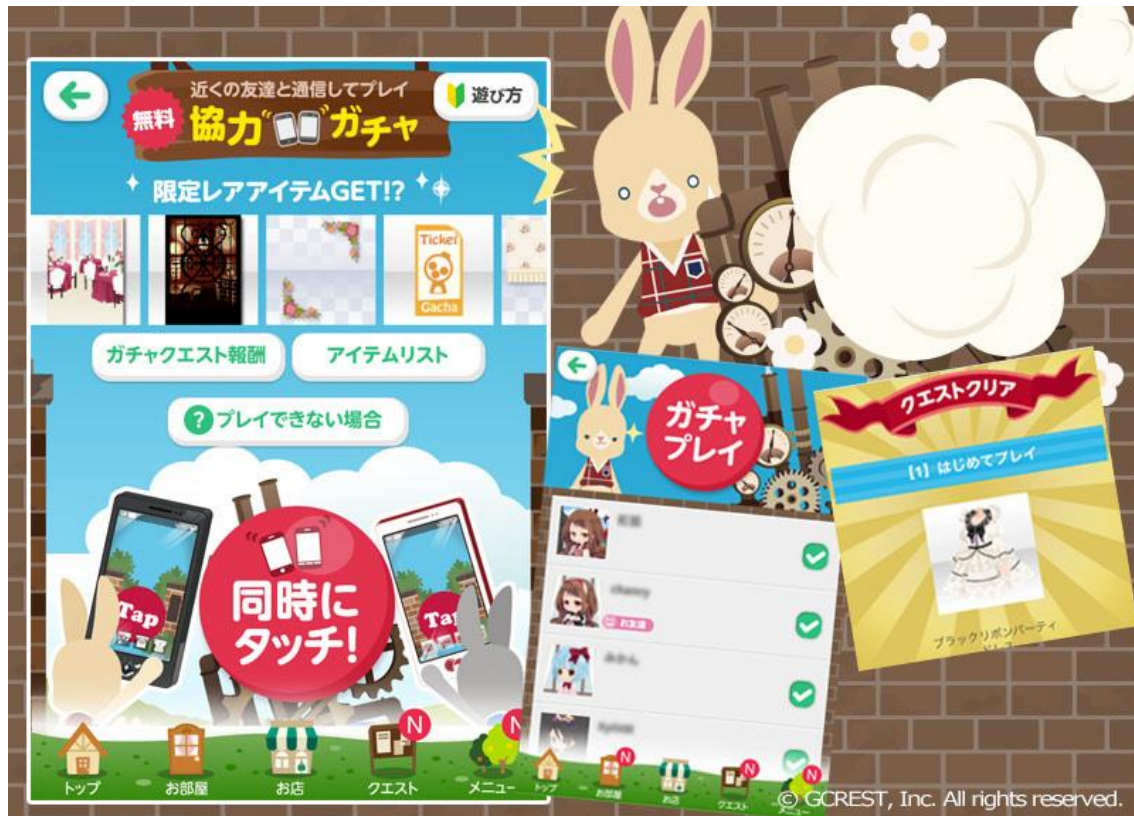 近くの友達と通信してプレイ
無料
協力ガチャ
遊び方
限定レアアイテムGET!?
Ticket
Gacha
ガチャクエスト報酬
アイテムリスト
?プレイできない場合
Tap
同時に
タッチ!
Tap
トップ
お部屋
お店
N
クエスト
N
メニュー
ガチャ
プレイ
お友達
みかん
トップ
N
お部屋
お店
N
クエスト
N
メニュー
クエストクリア
[1] はじめてプレイ
ブラックリボンパーティ
ドレス
© GCREST, Inc. All rights reserved.